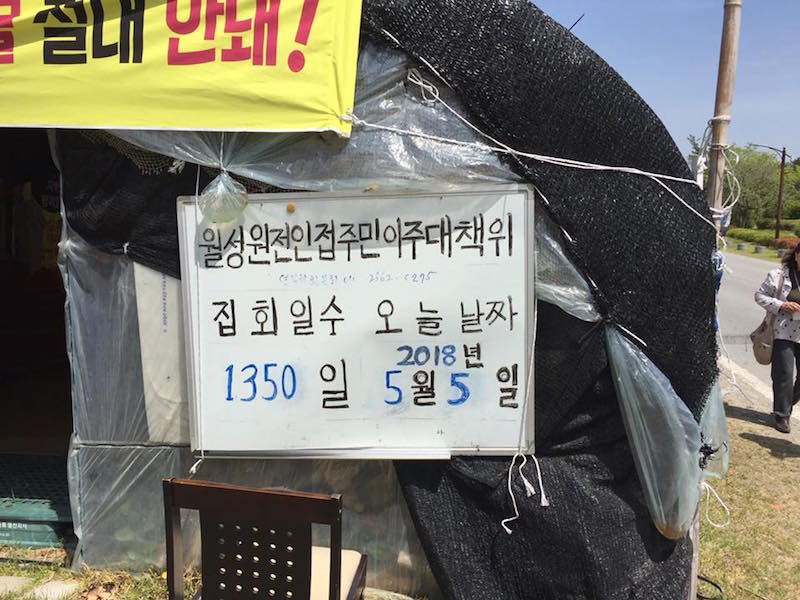 절대 안돼!
월성원전인접주민이주대책위
집회일수 오늘날짜
2018년
1350일 5월5일